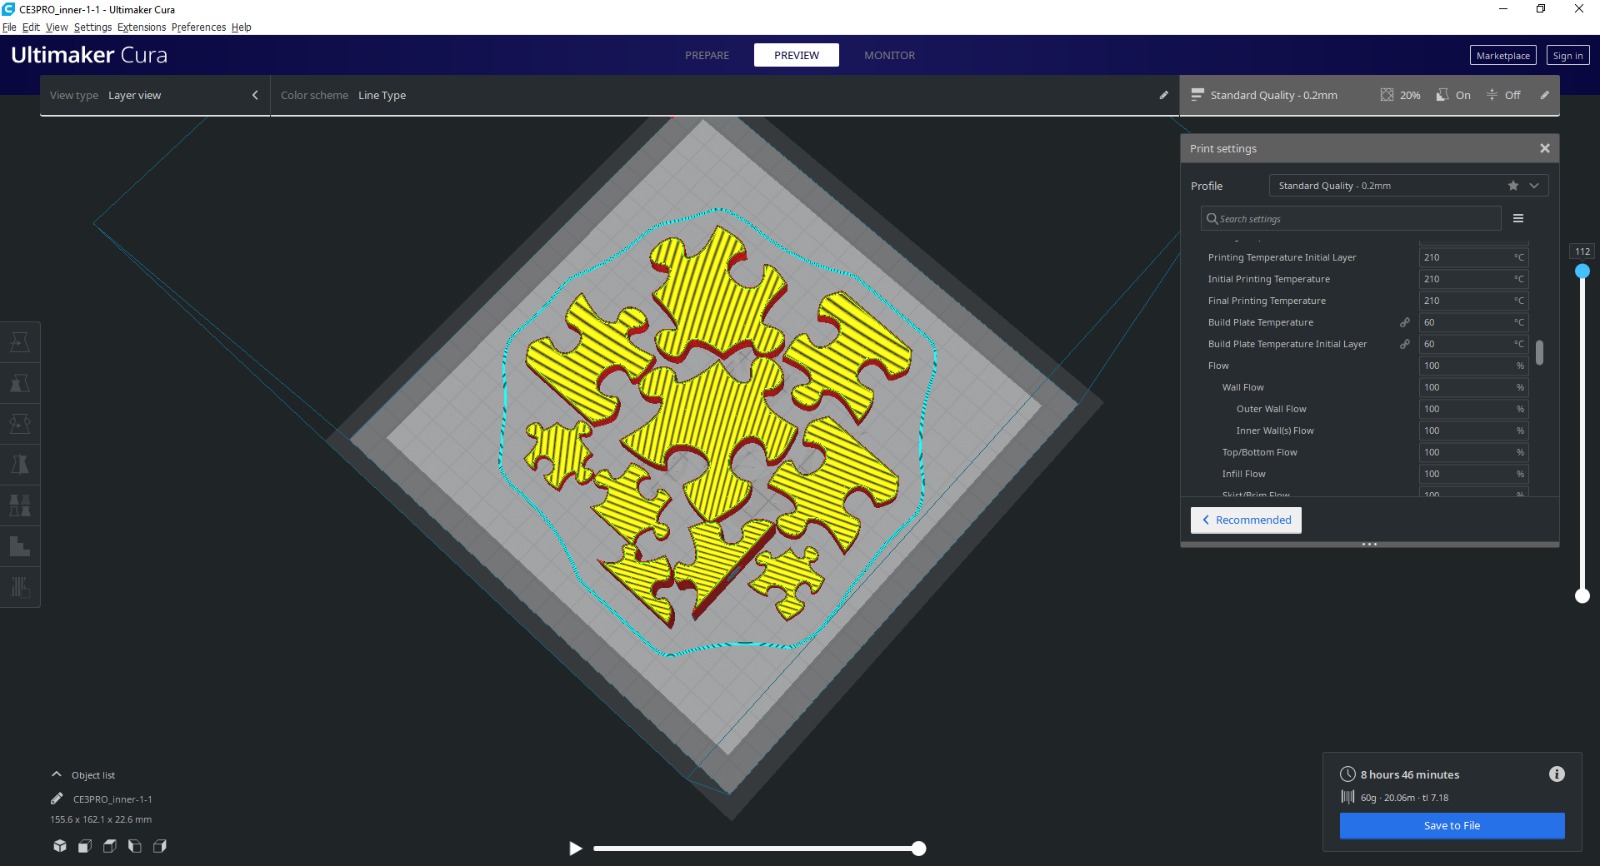 CE3PRO_inner-1-1 - Ultimaker Cura
File Edit View Settings Extensions Preferences Help
Ultimaker Cura
PREPARE
PREVIEW
MONITOR
Marketplace
Sign in
View type Layer view
Color scheme Line Type
Standard Quality - 0.2mm
20%
On
Off
Print settings
Profile
Standard Quality - 0.2mm
Search settings
Printing Temperature Initial Layer 210 °C
Initial Printing Temperature 210 °C
Final Printing Temperature 210 °C
Build Plate Temperature 60 °C
Build Plate Temperature Initial Layer 60 °C
Flow 100 %
Wall Flow 100 %
Outer Wall Flow 100 %
Inner Wall(s) Flow 100 %
Top/Bottom Flow 100 %
Infill Flow 100 %
Skirt/Brim Flow 100 %
Recommended
112
Object list
CE3PRO_inner-1-1
155.6 x 162.1 x 22.6 mm
8 hours 46 minutes
60g · 20.06m · tl 7.18
Save to File